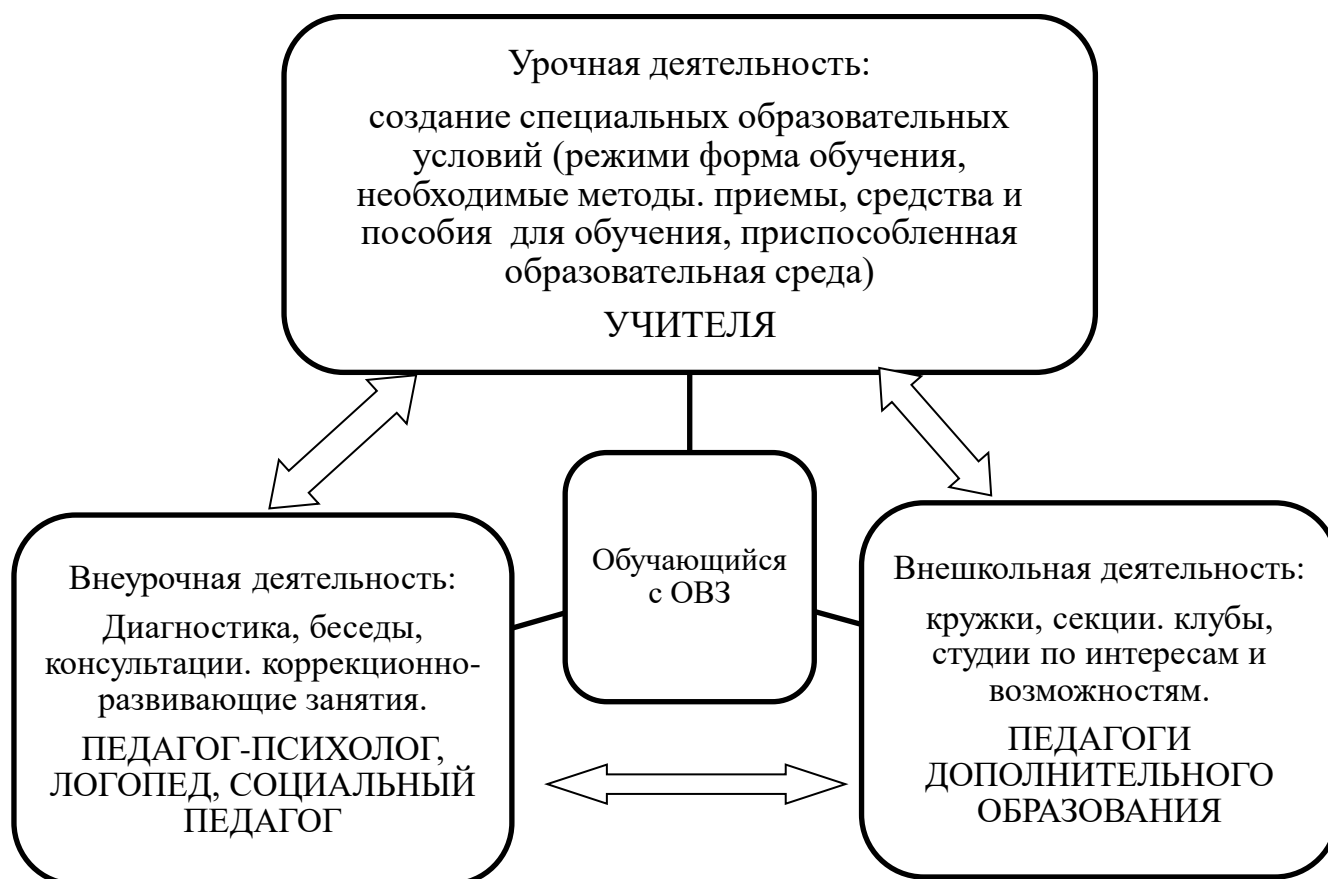 Урочная деятельность:
создание специальных образовательных
условий (режими форма обучения,
необходимые методы. приемы, средства и
пособия для обучения, приспособленная
образовательная среда)
УЧИТЕЛЯ
Обучающийся
с ОВЗ
Внеурочная деятельность:
Диагностика, беседы,
консультации. коррекционно-
развивающие занятия.
ПЕДАГОГ-ПСИХОЛОГ,
ЛОГОПЕД, СОЦИАЛЬНЫЙ
ПЕДАГОГ
Внешкольная деятельность:
кружки, секции. клубы,
студии по интересам и
возможностям.
ПЕДАГОГИ
ДОПОЛНИТЕЛЬНОГО
ОБРАЗОВАНИЯ